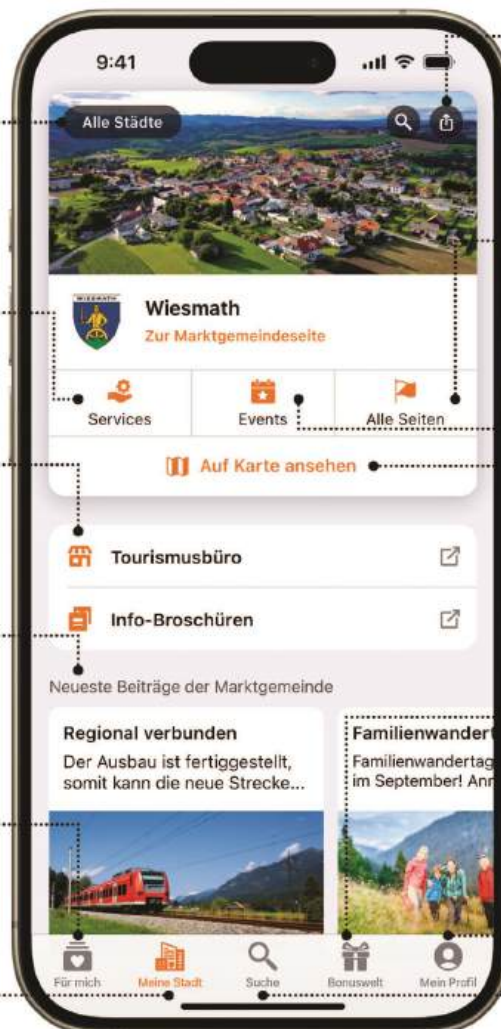 9:41
Alle Städte
WIESMATH
Wiesmath
Zur Marktgemeindeseite
Services
Events
Alle Seiten
Auf Karte ansehen
Tourismusbüro
Info-Broschüren
Neueste Beiträge der Marktgemeinde
Regional verbunden
Der Ausbau ist fertiggestellt,
somit kann die neue Strecke...
Familienwandert
Familienwandertag
im September! Anr
Für mich
Meine Stadt
Suche
Bonuswelt
Mein Profil